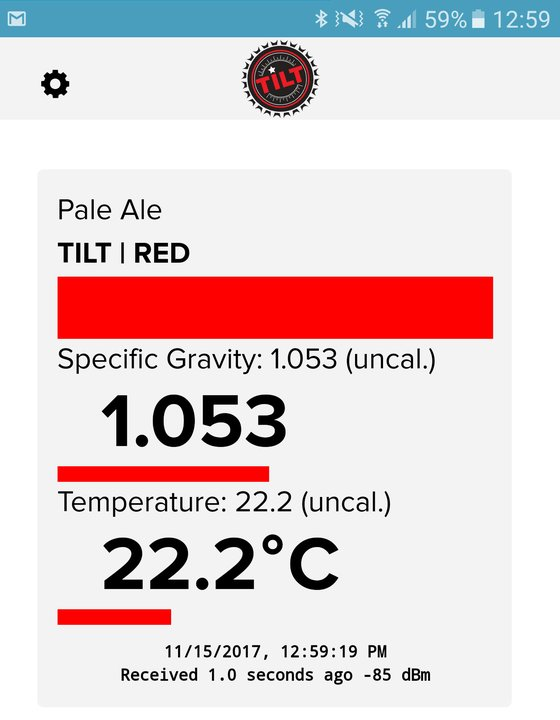 59% 12:59
TILT
Pale Ale
TILT | RED
Specific Gravity: 1.053 (uncal.)
1.053
Temperature: 22.2 (uncal.)
22.2°C
11/15/2017, 12:59:19 PM
Received 1.0 seconds ago -85 dBm